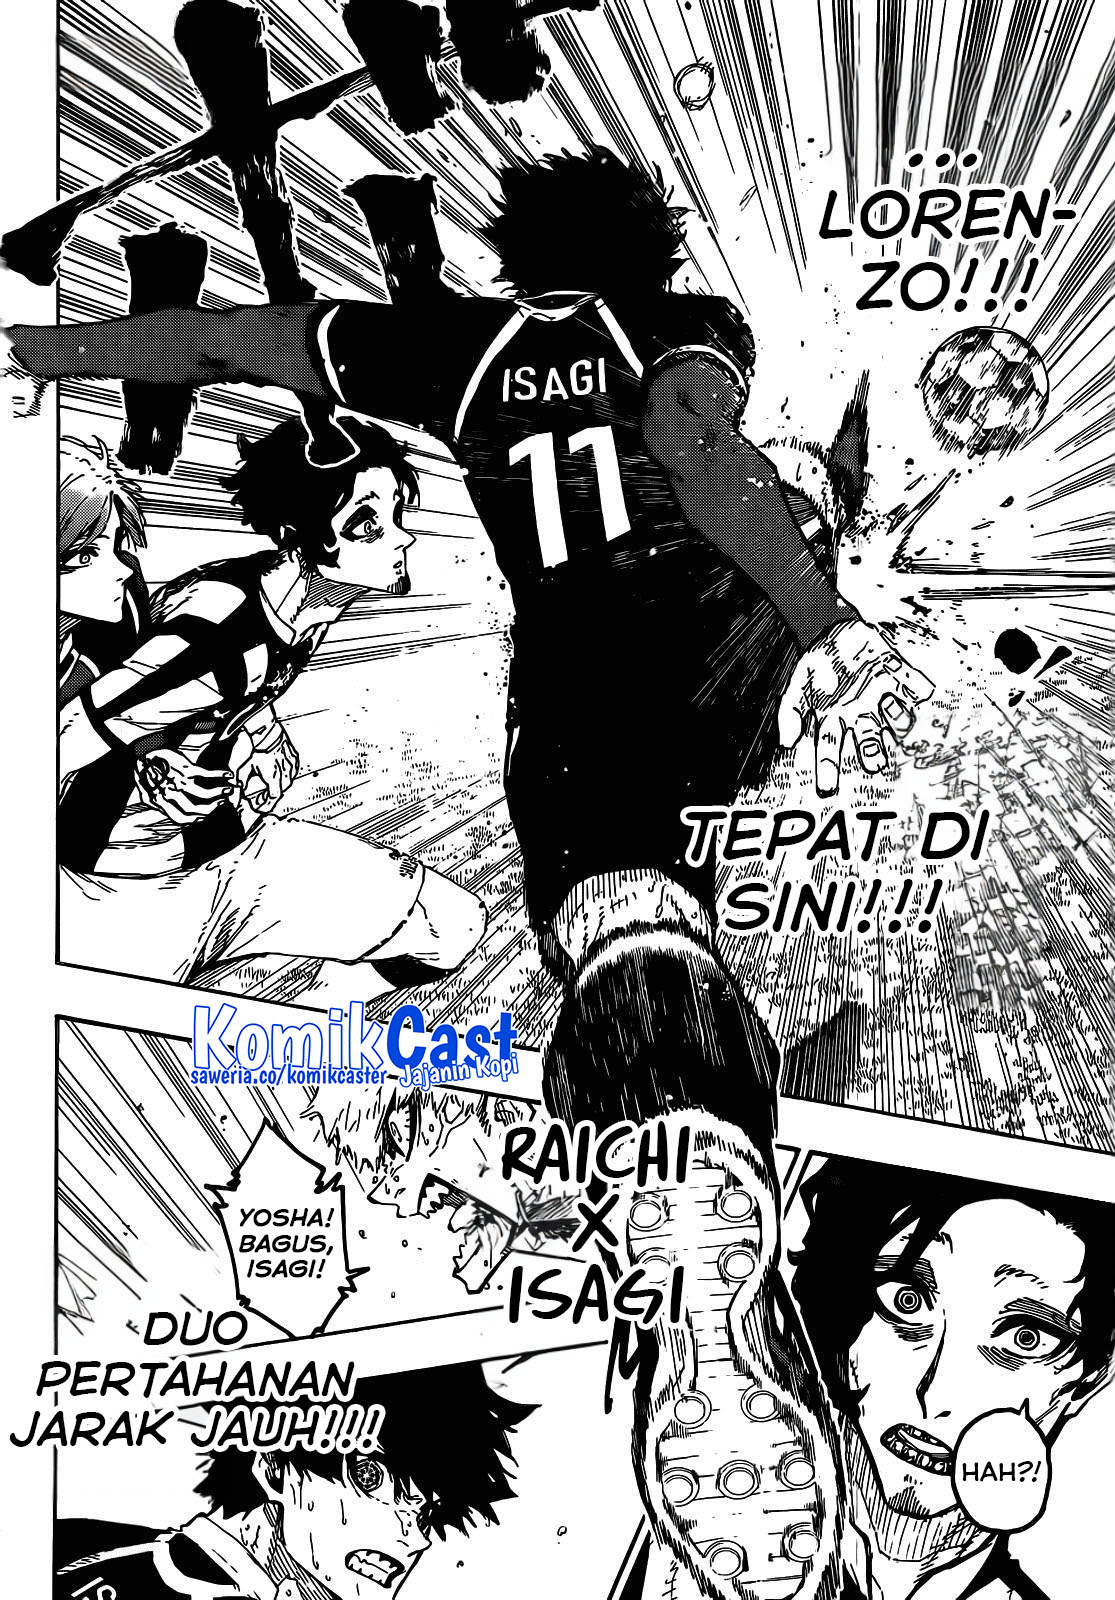 ...
LOREN-
ZO!!!
ISAGI
11
TEPAT DI
SINI!!!
KomikCast
saweria.co/komikcaster Jajanin Kopi
YOSHA!
BAGUS,
ISAGI!
RAICHI
X
ISAGI
DUO
PERTAHANAN
JARAK JAUH!!!
HAH?!
IS